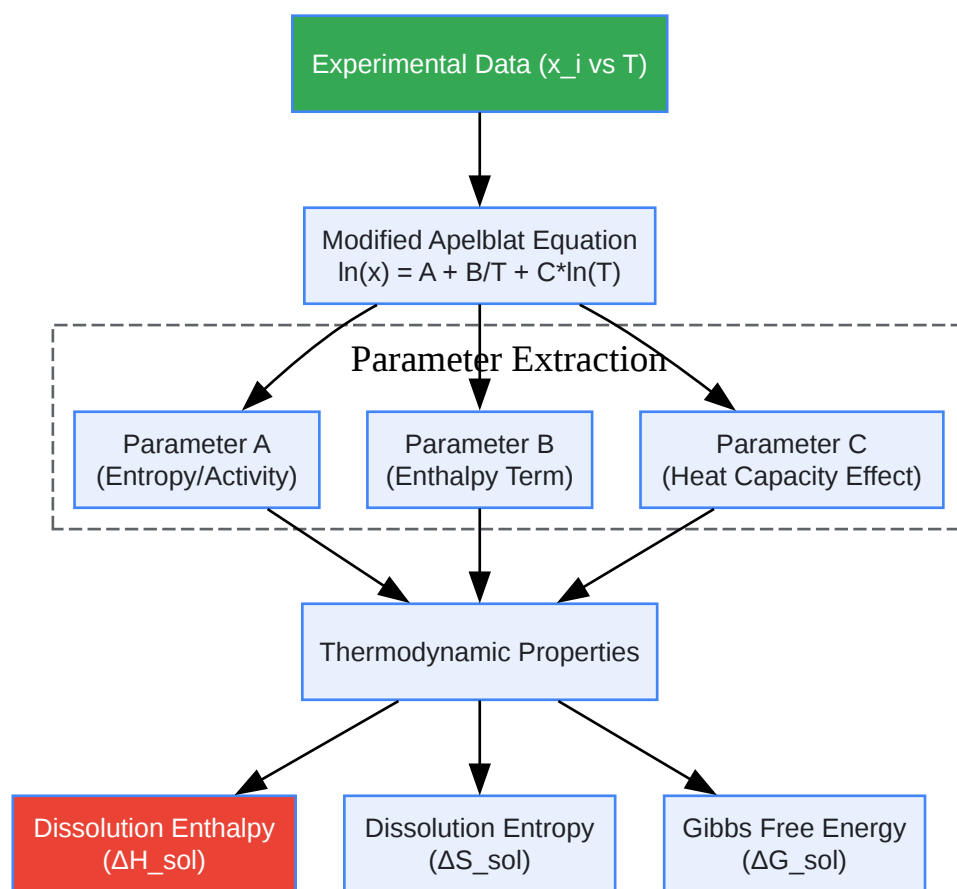 Experimental Data (x_i vs T)
Modified Apelblat Equation
ln(x) = A + B/T + C*ln(T)
Parameter Extraction
Parameter A
(Entropy/Activity)
Parameter B
(Enthalpy Term)
Parameter C
(Heat Capacity Effect)
Thermodynamic Properties
Dissolution Enthalpy
(ΔH_sol)
Dissolution Entropy
(ΔS_sol)
Gibbs Free Energy
(ΔG_sol)